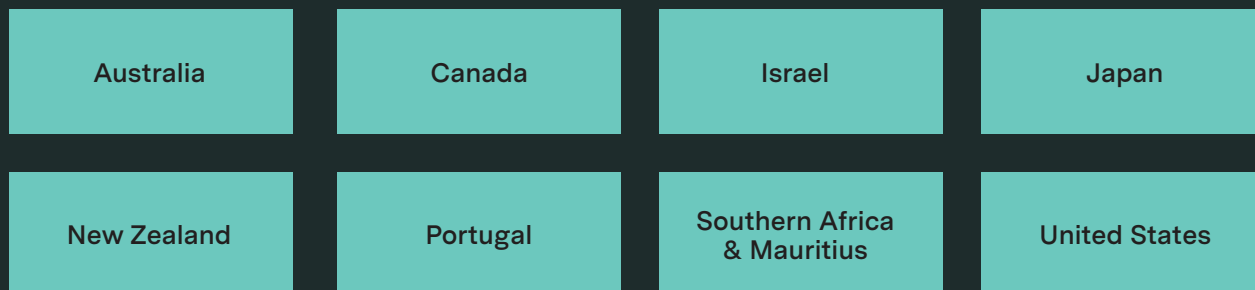 Australia
Canada
Israel
Japan
New Zealand
Portugal
Southern Africa
& Mauritius
United States